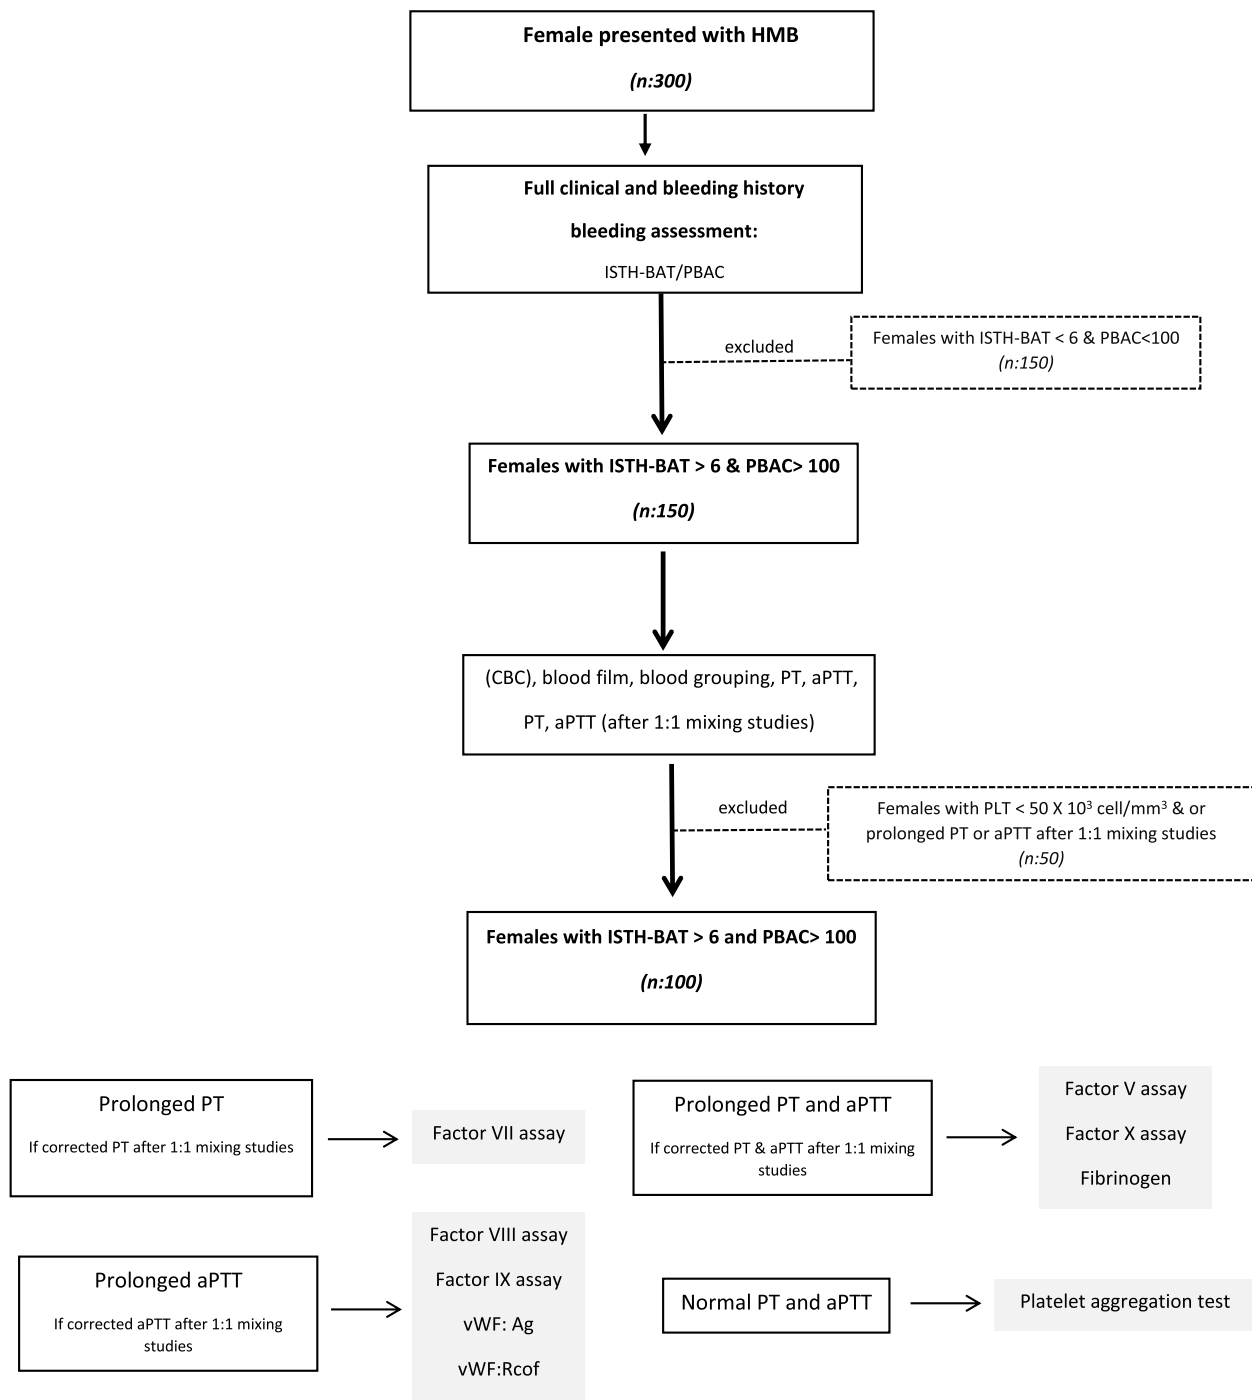 Female presented with HMB
(n:300)
Full clinical and bleeding history
bleeding assessment:
ISTH-BAT/PBAC
excluded
Females with ISTH-BAT < 6 & PBAC<100
(n:150)
Females with ISTH-BAT > 6 & PBAC> 100
(n:150)
(CBC), blood film, blood grouping, PT, aPTT,
PT, aPTT (after 1:1 mixing studies)
excluded
Females with PLT < 50 X 10³ cell/mm³ & or
prolonged PT or aPTT after 1:1 mixing studies
(n:50)
Females with ISTH-BAT > 6 and PBAC> 100
(n:100)
Prolonged PT
If corrected PT after 1:1 mixing studies
Factor VII assay
Prolonged PT and aPTT
If corrected PT & aPTT after 1:1 mixing
studies
Factor V assay
Factor X assay
Fibrinogen
Prolonged aPTT
If corrected aPTT after 1:1 mixing
studies
Factor VIII assay
Factor IX assay
vWF: Ag
vWF:Rcof
Normal PT and aPTT
Platelet aggregation test